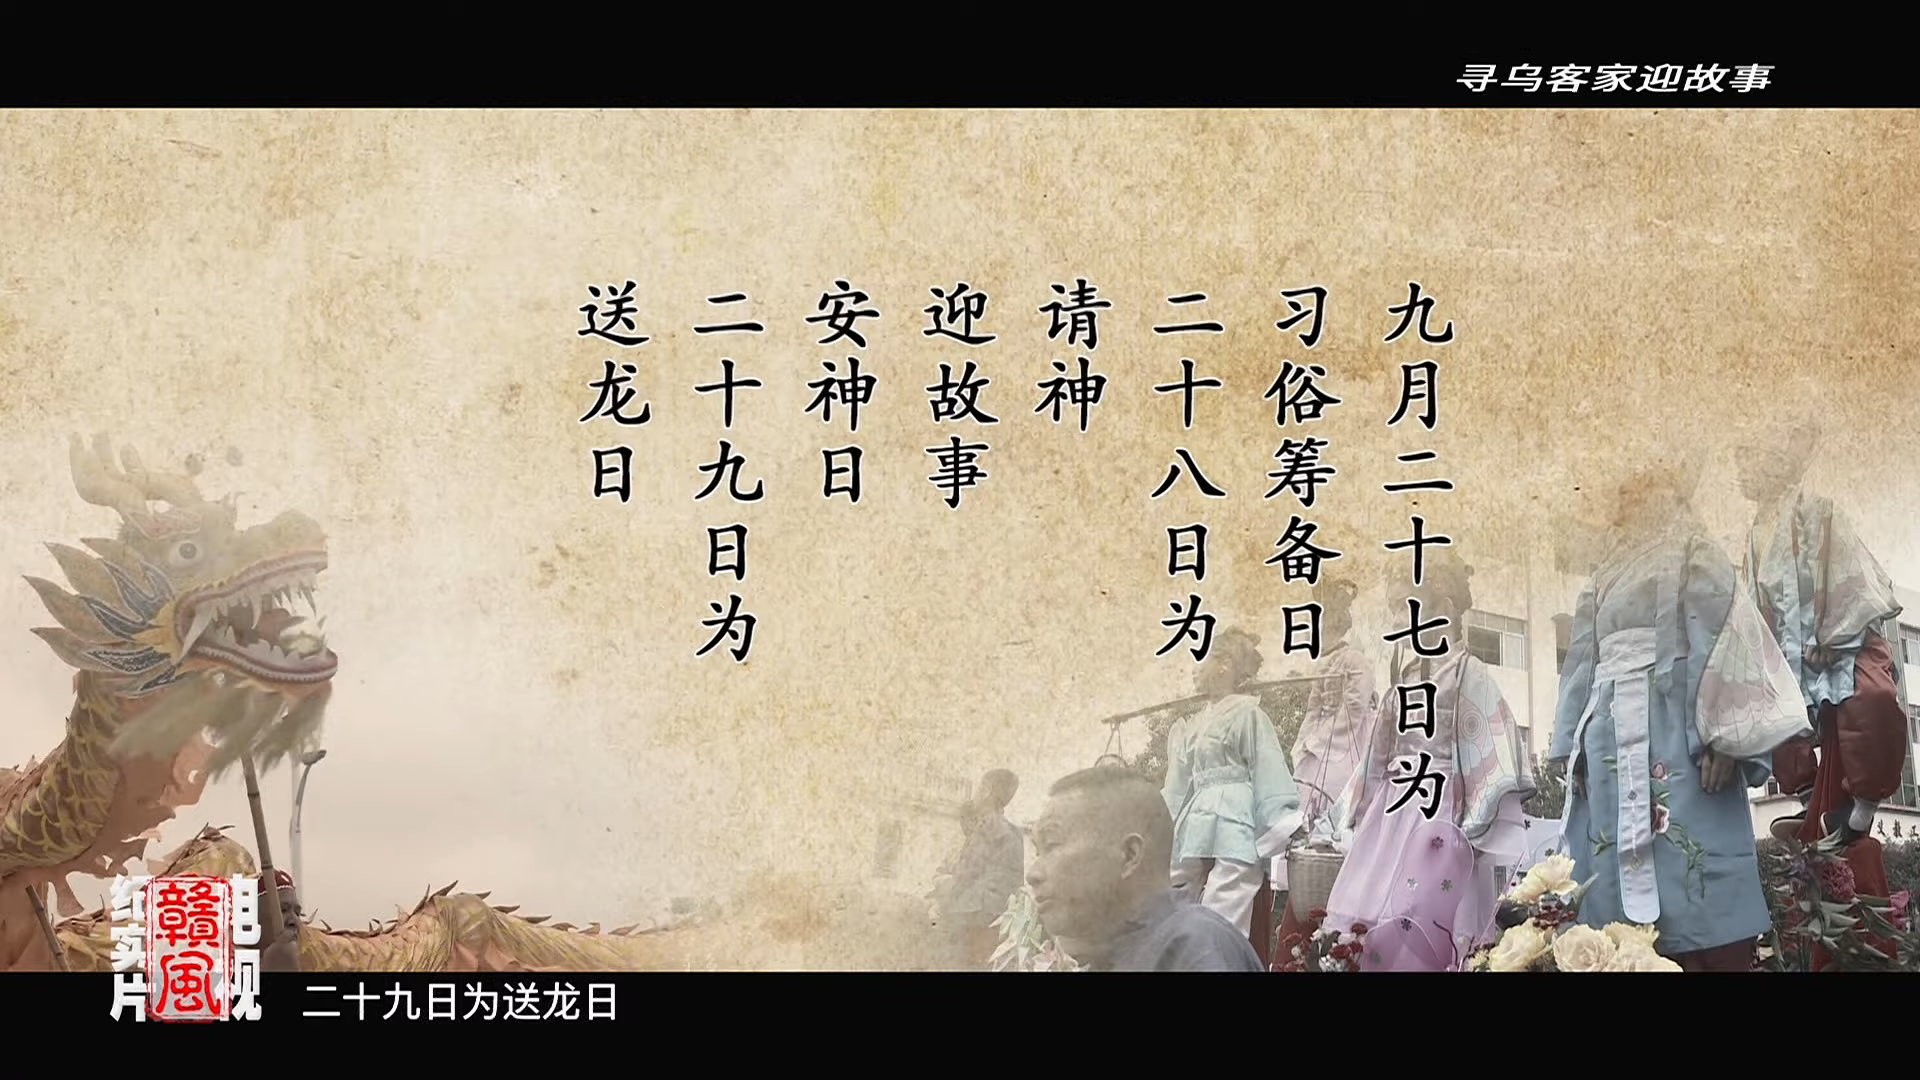 寻乌客家迎故事
九月二十七日为
习俗筹备日
二十八日为
请神
迎故事
安神日
二十九日为
送龙日
电视
纪实片
贛風
二十九日为送龙日